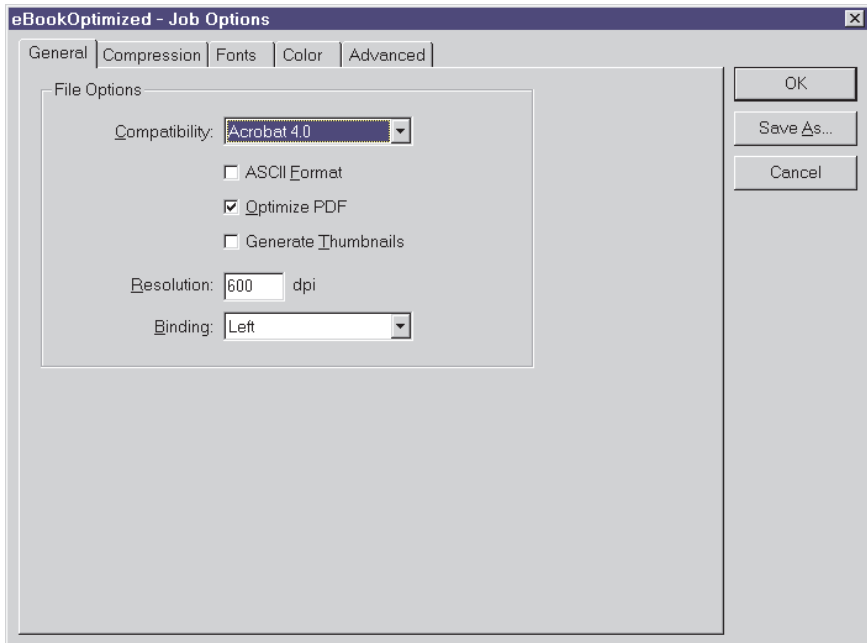 eBookOptimized - Job Options
General Compression Fonts Color Advanced
File Options
Compatibility: Acrobat 4.0
ASCII Format
Optimize PDF
Generate Thumbnails
Resolution: 600 dpi
Binding: Left
OK
Save As...
Cancel